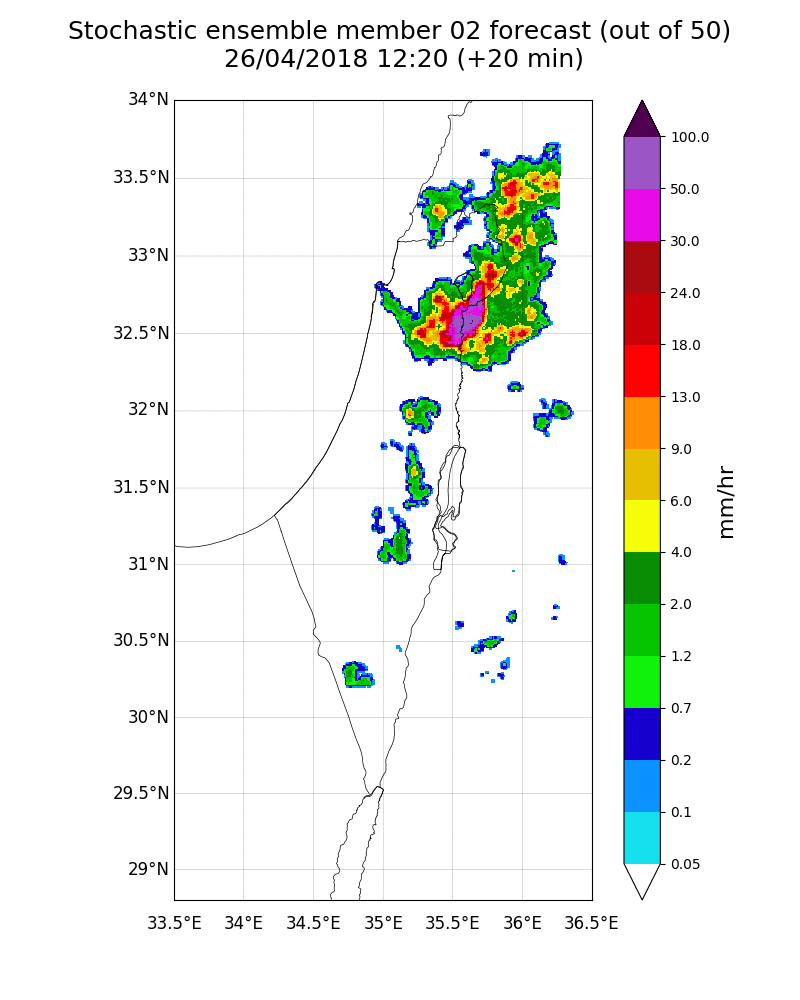 Stochastic ensemble member 02 forecast (out of 50)
26/04/2018 12:20 (+20 min)
34°N
33.5°N
33°N
32.5°N
32°N
31.5°N
31°N
30.5°N
30°N
29.5°N
29°N
33.5°E
34°E
34.5°E
35°E
35.5°E
36°E
36.5°E
100.0
50.0
30.0
24.0
18.0
13.0
9.0
6.0
4.0
2.0
1.2
0.7
0.2
0.1
0.05
mm/hr